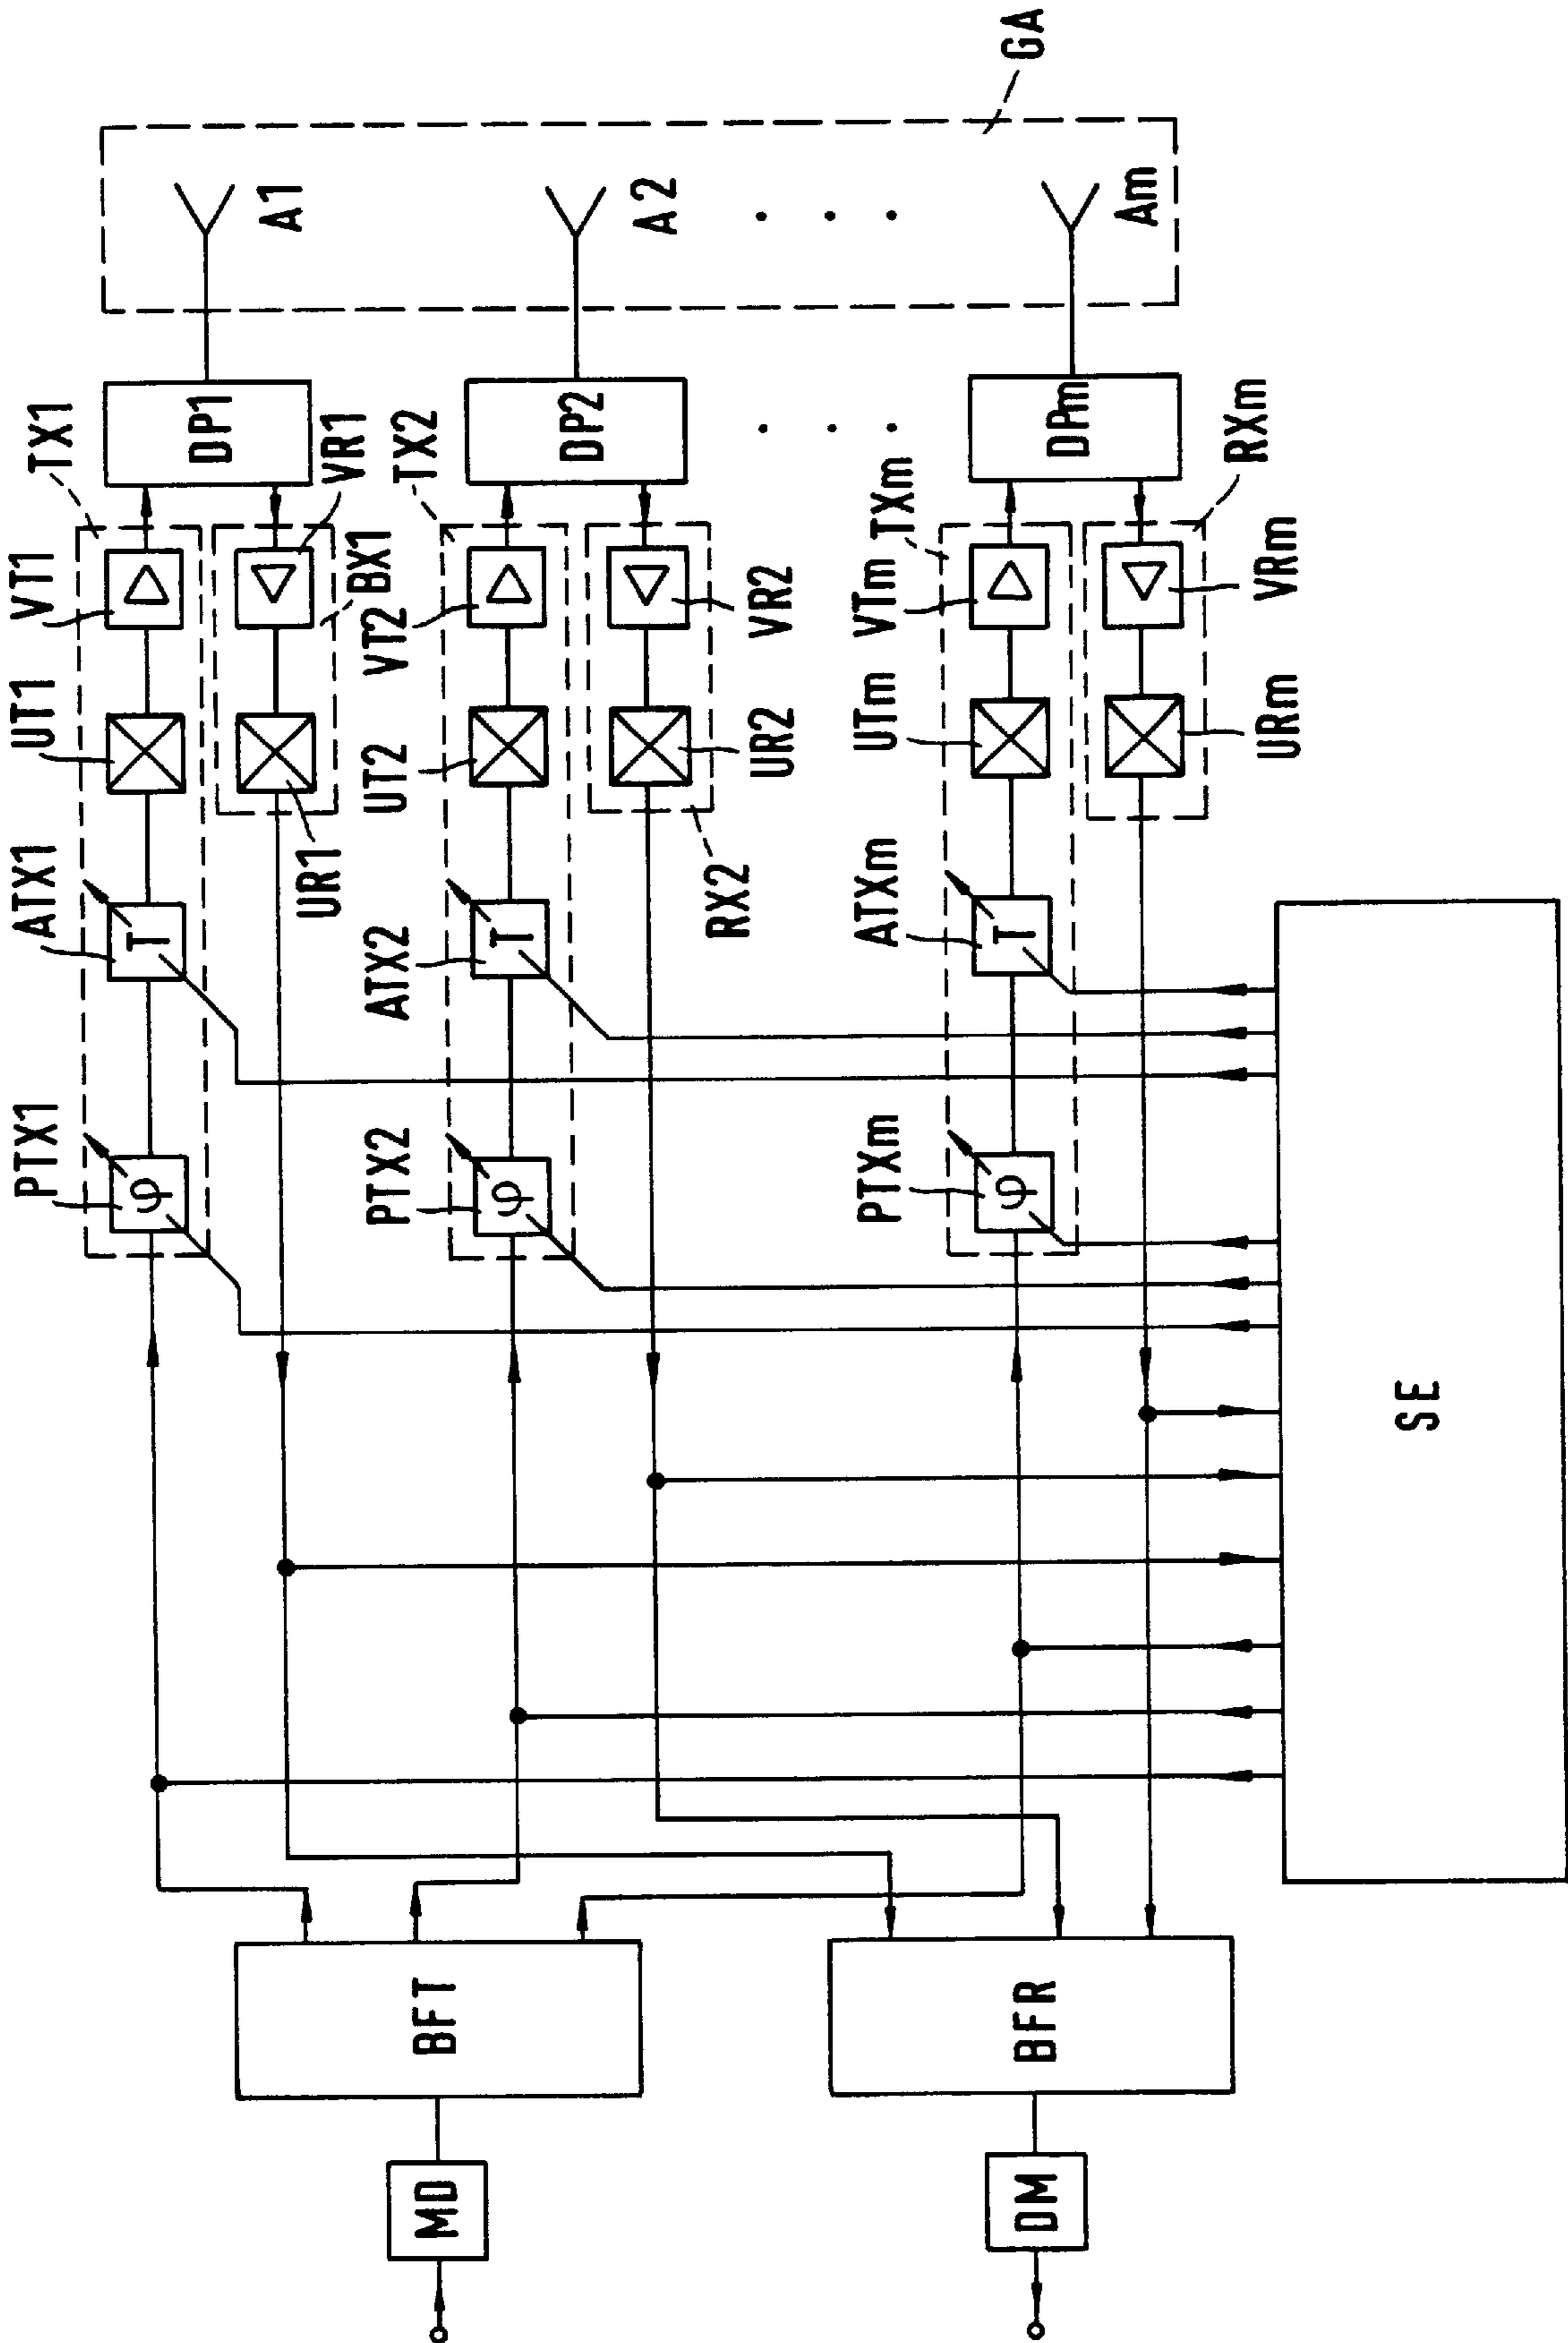 GA
A1
A2
Am
TX1
DP1
VR1
TX2
DP2
TXm
DPm
RXm
VT1
BX1
VT2
VR2
VTm
VRm
UT1
UR1
UT2
UR2
UTm
URm
ATX1
T
ATX2
T
RX2
ATXm
T
PTX1
φ
PTX2
φ
PTXm
φ
SE
BFT
BFR
MD
DM